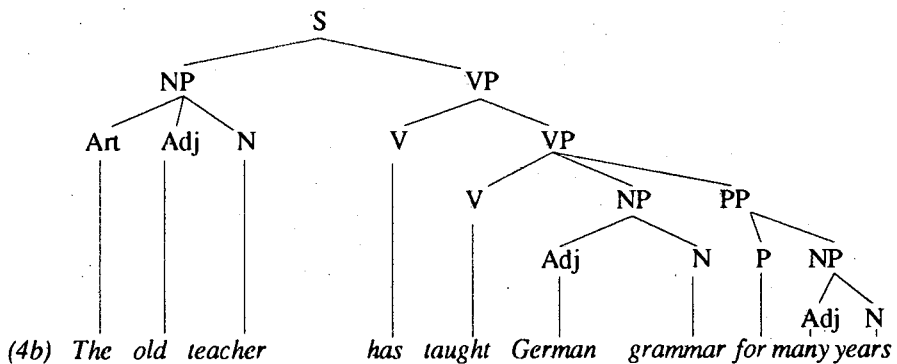 S
NP VP
Art Adj N V VP
V NP PP
Adj N P NP
Adj N
(4b) The old teacher has taught German grammar for many years